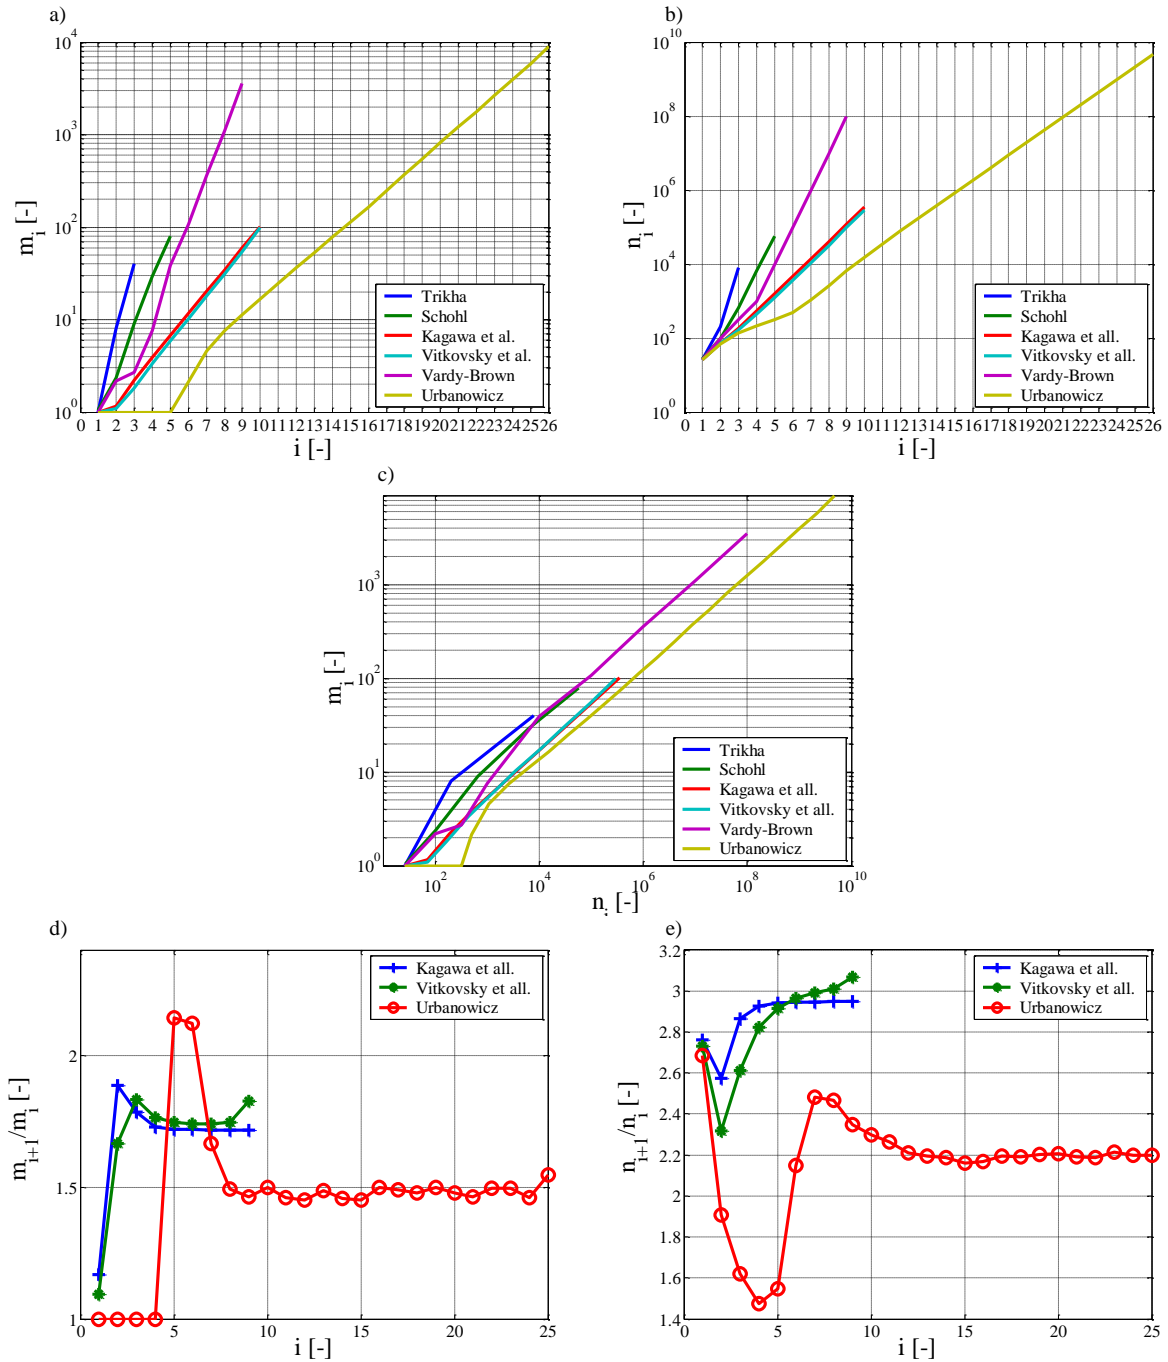 a)
10^4
10^3
10^2
10^1
10^0
m_i [-]
0 1 2 3 4 5 6 7 8 9 10 11 12 13 14 15 16 17 18 19 20 21 22 23 24 25 26
i [-]
Trikha
Schohl
Kagawa et all.
Vitkovsky et all.
Vardy-Brown
Urbanowicz
b)
10^10
10^8
10^6
10^4
10^2
10^0
n_i [-]
0 1 2 3 4 5 6 7 8 9 10 11 12 13 14 15 16 17 18 19 20 21 22 23 24 25 26
i [-]
Trikha
Schohl
Kagawa et all.
Vitkovsky et all.
Vardy-Brown
Urbanowicz
c)
10^3
10^2
10^1
10^0
m_i [-]
10^2 10^4 10^6 10^8 10^10
n_i [-]
Trikha
Schohl
Kagawa et all.
Vitkovsky et all.
Vardy-Brown
Urbanowicz
d)
2
1.5
1
m_i+1/m_i [-]
0 5 10 15 20 25
i [-]
Kagawa et all.
Vitkovsky et all.
Urbanowicz
e)
3.2
3
2.8
2.6
2.4
2.2
2
1.8
1.6
1.4
n_i+1/n_i [-]
0 5 10 15 20 25
i [-]
Kagawa et all.
Vitkovsky et all.
Urbanowicz